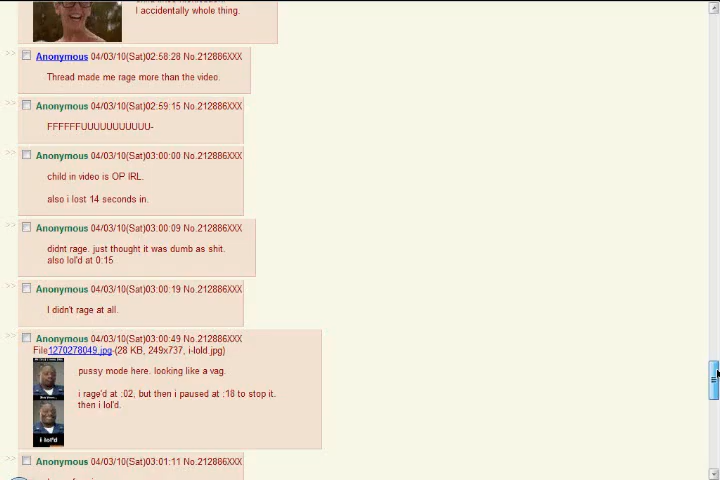 I accidentally whole thing.
>> Anonymous 04/03/10(Sat)02:58:28 No.212886XXX
Thread made me rage more than the video.
>> Anonymous 04/03/10(Sat)02:59:15 No.212886XXX
FFFFFFUUUUUUUUUUU-
>> Anonymous 04/03/10(Sat)03:00:00 No.212886XXX
child in video is OP IRL.
also i lost 14 seconds in.
>> Anonymous 04/03/10(Sat)03:00:09 No.212886XXX
didnt rage. just thought it was dumb as shit.
also lol'd at 0:15
>> Anonymous 04/03/10(Sat)03:00:19 No.212886XXX
I didn't rage at all.
>> Anonymous 04/03/10(Sat)03:00:49 No.212886XXX
File1270278049.jpg-(28 KB, 249x737, i-lold.jpg)
pussy mode here. looking like a vag.
i rage'd at :02, but then i paused at :18 to stop it.
then i lol'd.
i lol'd
>> Anonymous 04/03/10(Sat)03:01:11 No.212886XXX